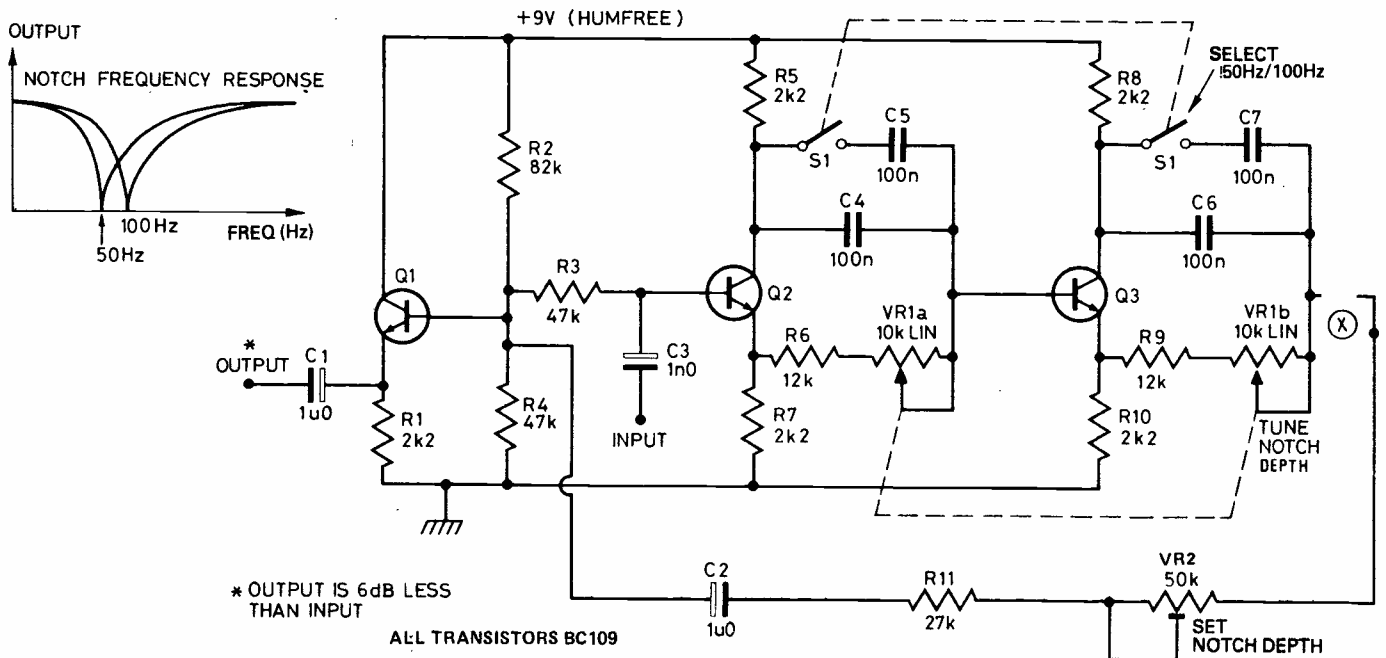 +9V (HUMFREE)
OUTPUT
NOTCH FREQUENCY RESPONSE
100Hz
FREQ (Hz)
50Hz
SELECT
150Hz/100Hz
R5
2k2
R8
2k2
S1
C5
100n
S1
C7
100n
R2
82k
C4
100n
C6
100n
Q1
R3
47k
Q2
Q3
VR1a
10k LIN
VR1b
10k LIN
*
OUTPUT
C1
1u0
C3
1n0
R6
12k
R9
12k
X
R1
2k2
R4
47k
INPUT
R7
2k2
R10
2k2
TUNE
NOTCH
DEPTH
* OUTPUT IS 6dB LESS
THAN INPUT
C2
1u0
R11
27k
VR2
50k
SET
NOTCH DEPTH
ALL TRANSISTORS BC109